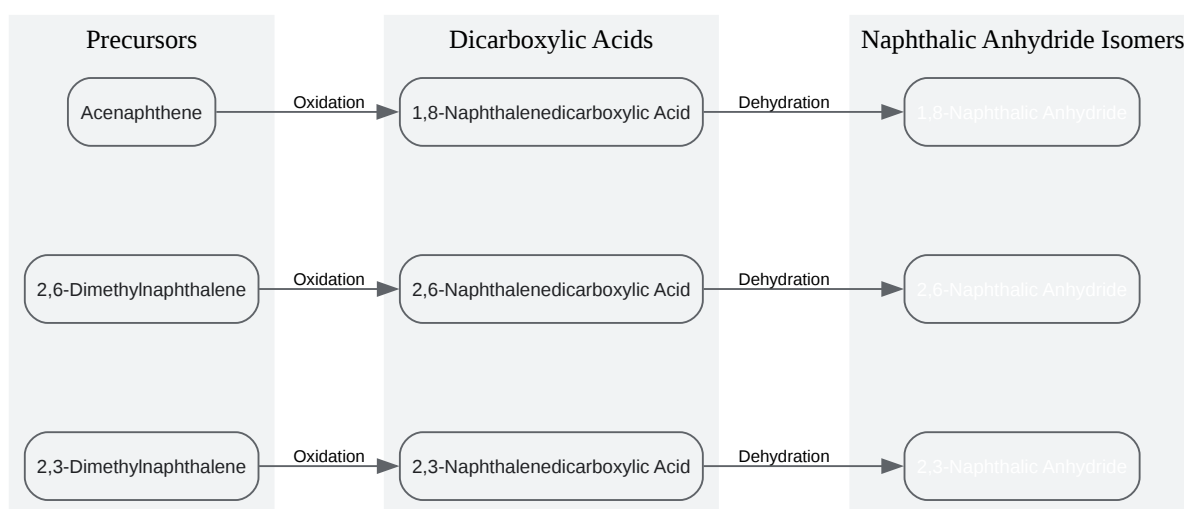 Precursors
Dicarboxylic Acids
Naphthalic Anhydride Isomers
Acenaphthene
Oxidation
1,8-Naphthalenedicarboxylic Acid
Dehydration
1,8-Naphthalic Anhydride
2,6-Dimethylnaphthalene
Oxidation
2,6-Naphthalenedicarboxylic Acid
Dehydration
2,6-Naphthalic Anhydride
2,3-Dimethylnaphthalene
Oxidation
2,3-Naphthalenedicarboxylic Acid
Dehydration
2,3-Naphthalic Anhydride